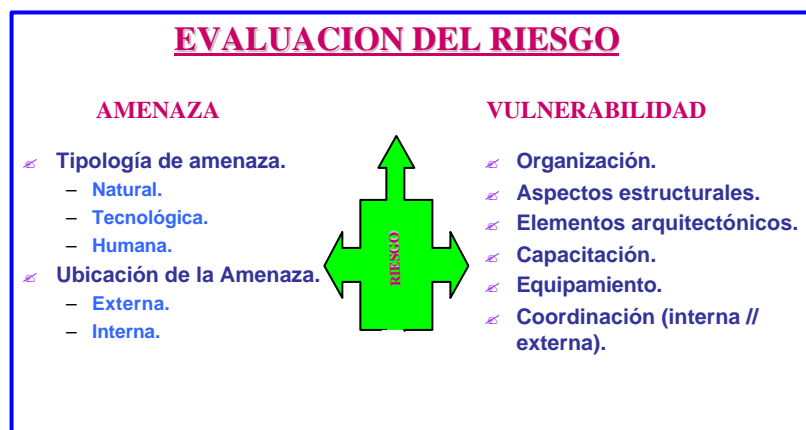 EVALUACION DEL RIESGO
AMENAZA
Tipología de amenaza.
– Natural.
– Tecnológica.
– Humana.
Ubicación de la Amenaza.
– Externa.
– Interna.
RIESGO
VULNERABILIDAD
Organización.
Aspectos estructurales.
Elementos arquitectónicos.
Capacitación.
Equipamiento.
Coordinación (interna //
externa).